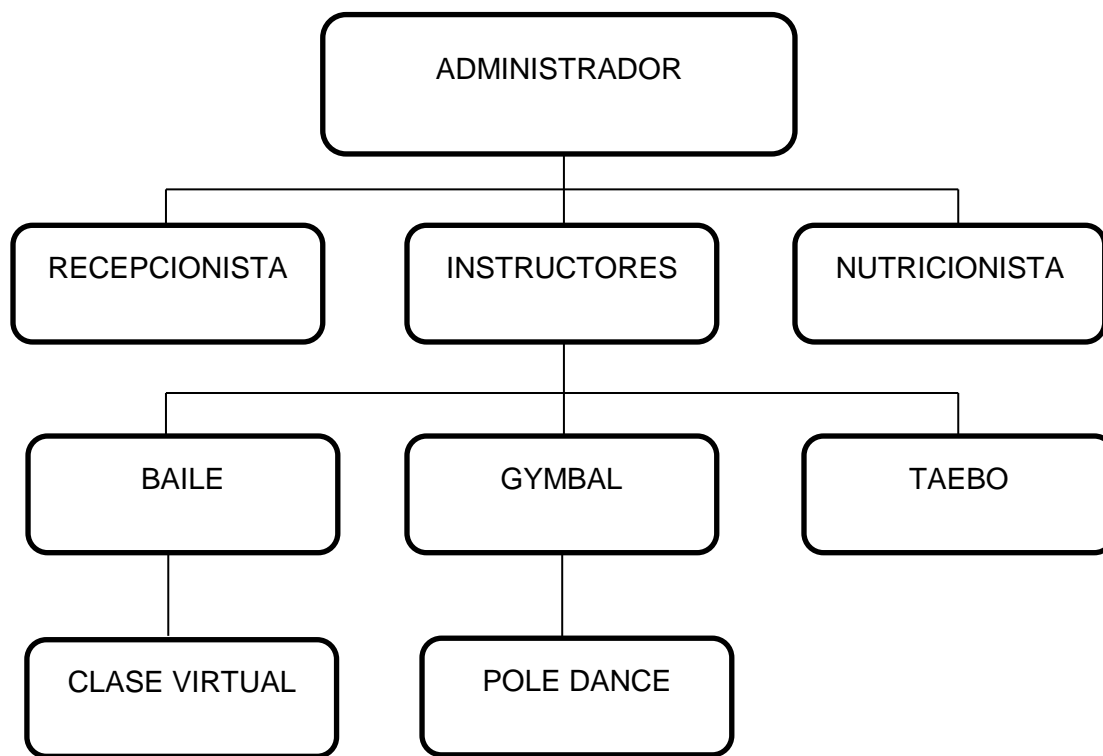 ADMINISTRADOR
RECEPCIONISTA
INSTRUCTORES
NUTRICIONISTA
BAILE
GYMBAL
TAEBO
CLASE VIRTUAL
POLE DANCE